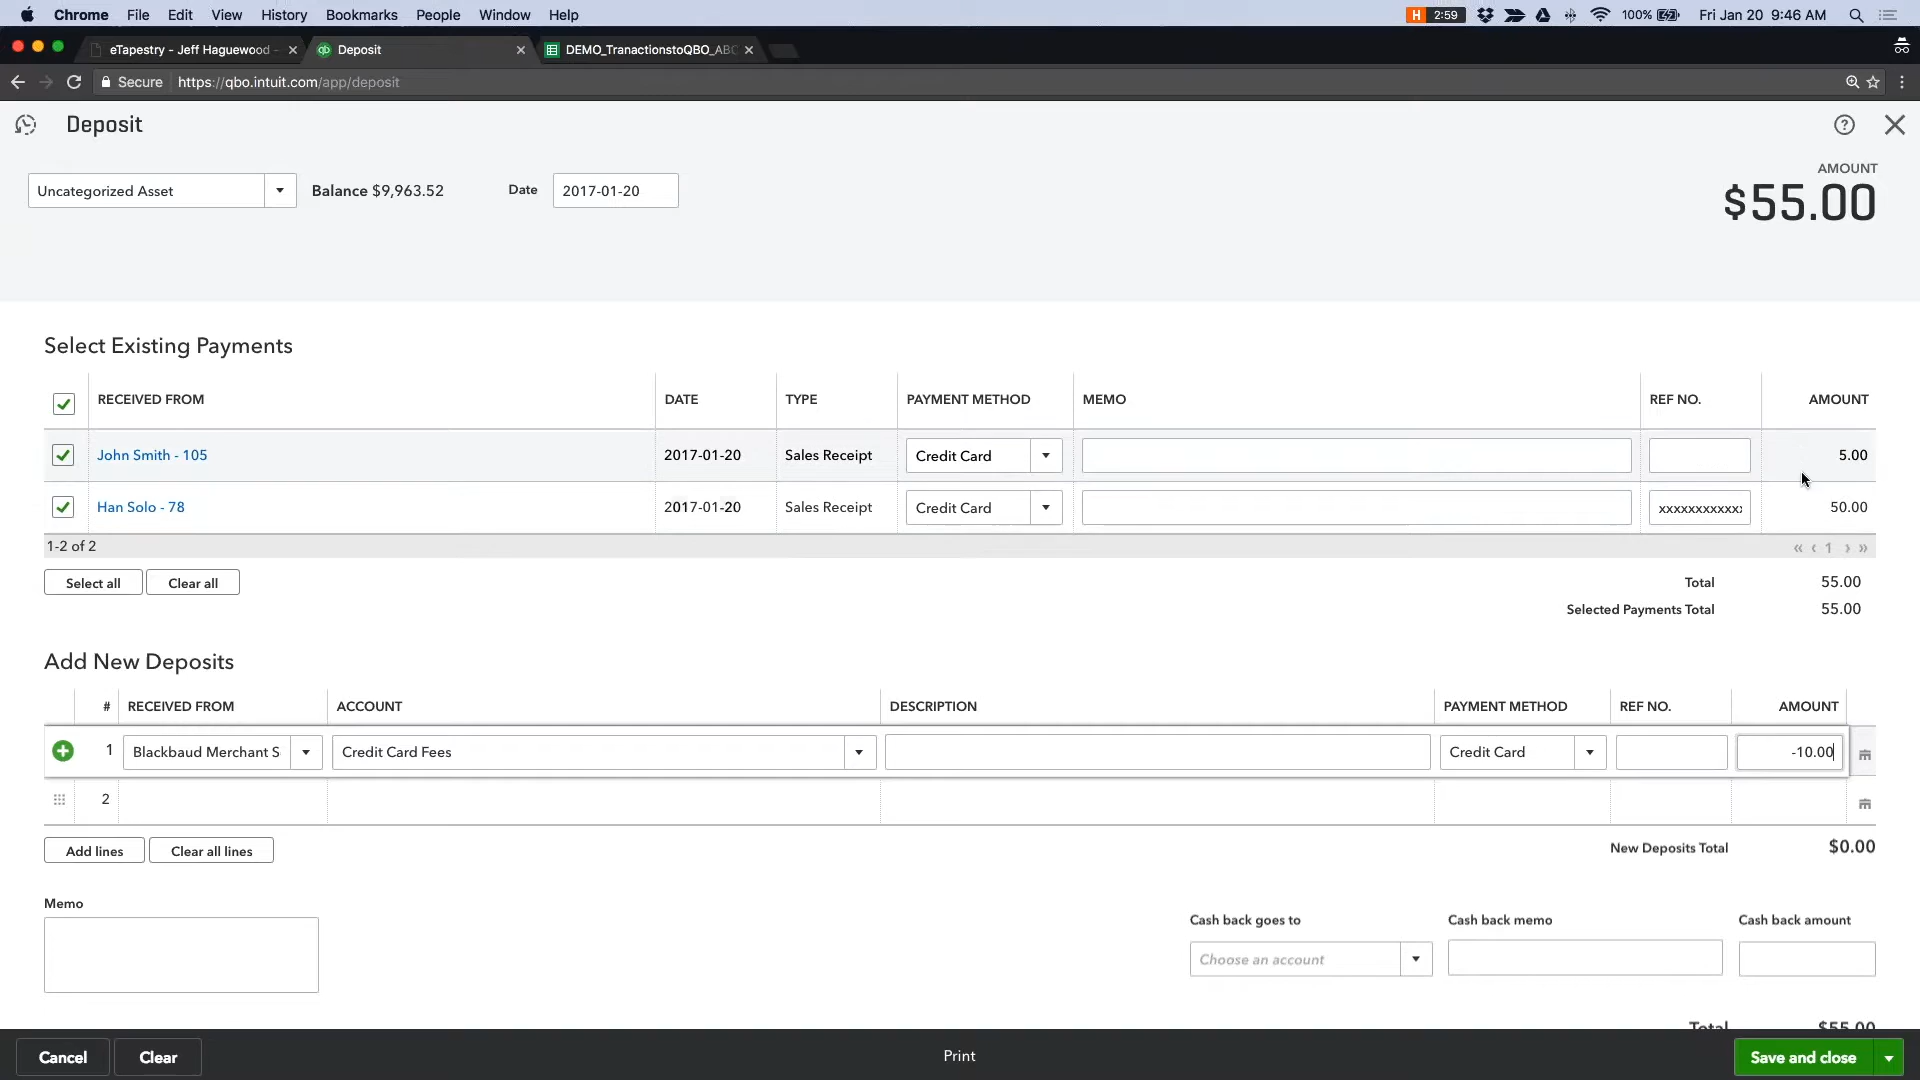 Chrome File Edit View History Bookmarks People Window Help H 2:59 100% Fri Jan 20 9:46 AM
eTapestry - Jeff Haguewood - Deposit DEMO_TranactionstoQBO_ABC
Secure https://qbo.intuit.com/app/deposit
Deposit
AMOUNT
Uncategorized Asset Balance $9,963.52 Date 2017-01-20 $55.00
Select Existing Payments
RECEIVED FROM DATE TYPE PAYMENT METHOD MEMO REF NO. AMOUNT
John Smith - 105 2017-01-20 Sales Receipt Credit Card 5.00
Han Solo - 78 2017-01-20 Sales Receipt Credit Card xxxxxxxxxxx: 50.00
1-2 of 2 « ‹ 1 › »
Select all Clear all Total 55.00
Selected Payments Total 55.00
Add New Deposits
# RECEIVED FROM ACCOUNT DESCRIPTION PAYMENT METHOD REF NO. AMOUNT
1 Blackbaud Merchant S Credit Card Fees Credit Card -10.00
2
Add lines Clear all lines New Deposits Total $0.00
Memo
Cash back goes to Cash back memo Cash back amount
Choose an account
Total $55.00
Cancel Clear Print Save and close